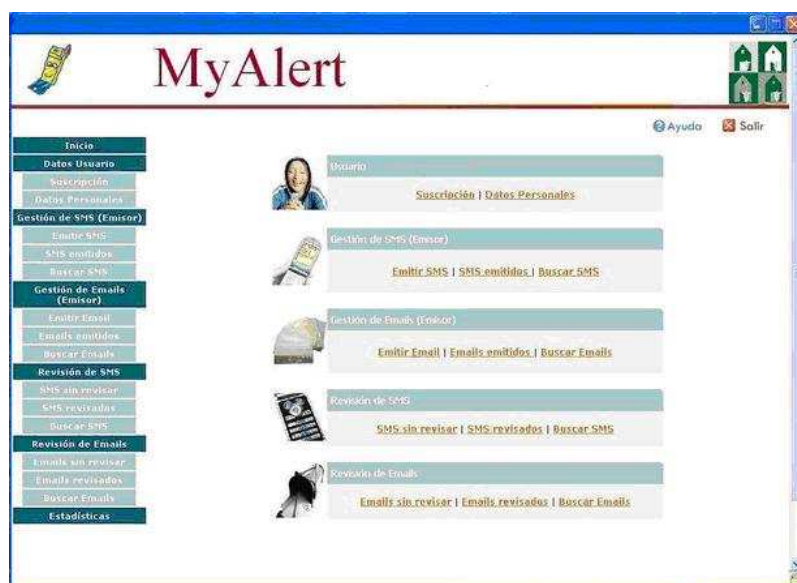 MyAlert
Ayuda Salir
Inicio
Datos Usuario
Suscripción
Datos Personales
Gestión de SMS (Emisor)
Emitir SMS
SMS emitidos
Buscar SMS
Gestión de Emails
(Emisor)
Emitir Email
Emails emitidos
Buscar Emails
Revisión de SMS
SMS sin revisar
SMS revisados
Buscar SMS
Revisión de Emails
Emails sin revisar
Emails revisados
Buscar Emails
Estadísticas
Usuario
Suscripción | Datos Personales
Gestión de SMS (Emisor)
Emitir SMS | SMS emitidos | Buscar SMS
Gestión de Emails (Emisor)
Emitir Email | Emails emitidos | Buscar Emails
Revisión de SMS
SMS sin revisar | SMS revisados | Buscar SMS
Revisión de Emails
Emails sin revisar | Emails revisados | Buscar Emails